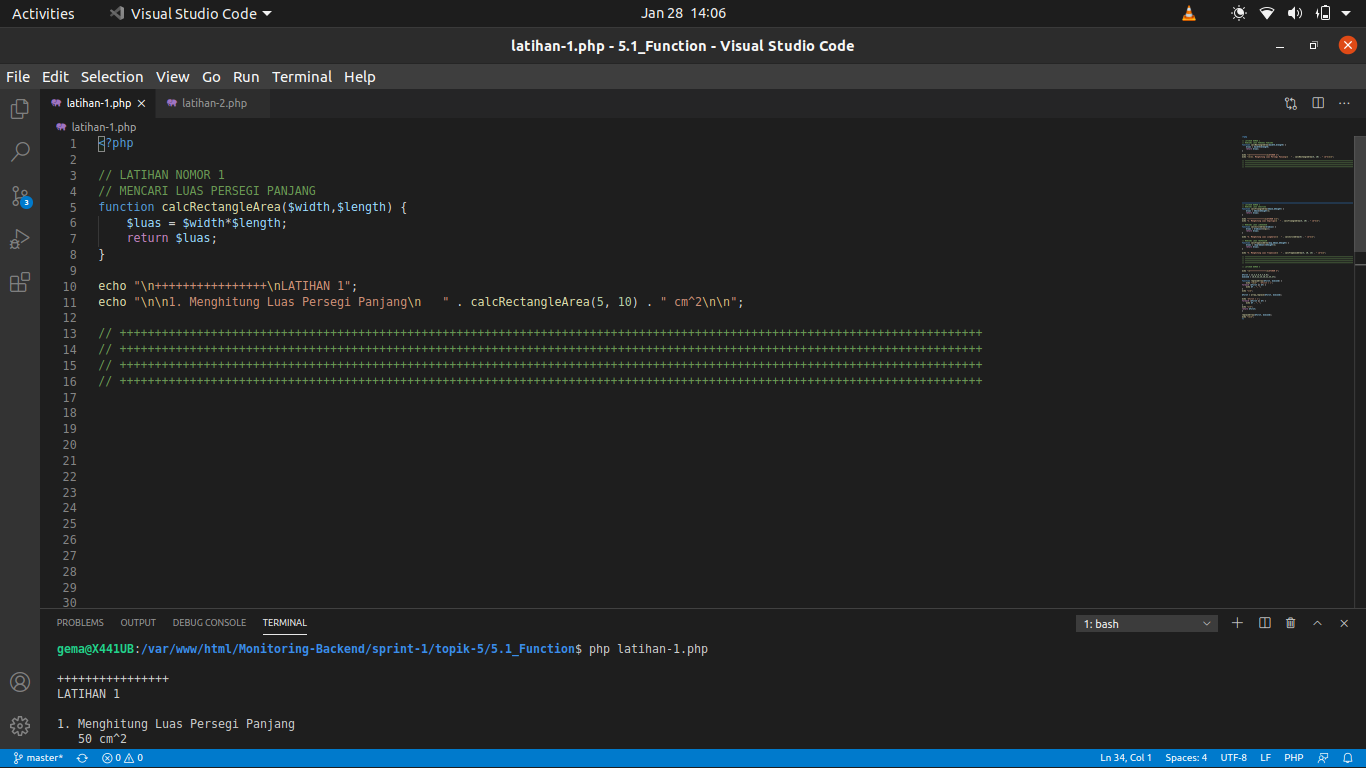 Activities Visual Studio Code Jan 28 14:06
latihan-1.php - 5.1_Function - Visual Studio Code
File Edit Selection View Go Run Terminal Help
latihan-1.php latihan-2.php
latihan-1.php
1 <?php
2
3 // LATIHAN NOMOR 1
4 // MENCARI LUAS PERSEGI PANJANG
5 function calcRectangleArea($width,$length) {
6 $luas = $width*$length;
7 return $luas;
8 }
9
10 echo "\n++++++++++++++++\nLATIHAN 1";
11 echo "\n\n1. Menghitung Luas Persegi Panjang\n   " . calcRectangleArea(5, 10) . " cm^2\n\n";
12
13 // +++++++++++++++++++++++++++++++++++++++++++++++++++++++++++++++++++++++++++++++++++++++++++++++++++++++++++++++++++++++++++
14 // +++++++++++++++++++++++++++++++++++++++++++++++++++++++++++++++++++++++++++++++++++++++++++++++++++++++++++++++++++++++++++
15 // +++++++++++++++++++++++++++++++++++++++++++++++++++++++++++++++++++++++++++++++++++++++++++++++++++++++++++++++++++++++++++
16 // +++++++++++++++++++++++++++++++++++++++++++++++++++++++++++++++++++++++++++++++++++++++++++++++++++++++++++++++++++++++++++
17
18
19
20
21
22
23
24
25
26
27
28
29
30
PROBLEMS OUTPUT DEBUG CONSOLE TERMINAL 1: bash
gema@X441UB:/var/www/html/Monitoring-Backend/sprint-1/topik-5/5.1_Function$ php latihan-1.php
++++++++++++++++
LATIHAN 1
1. Menghitung Luas Persegi Panjang
50 cm^2
3
master* 0 0 Ln 34, Col 1 Spaces: 4 UTF-8 LF PHP